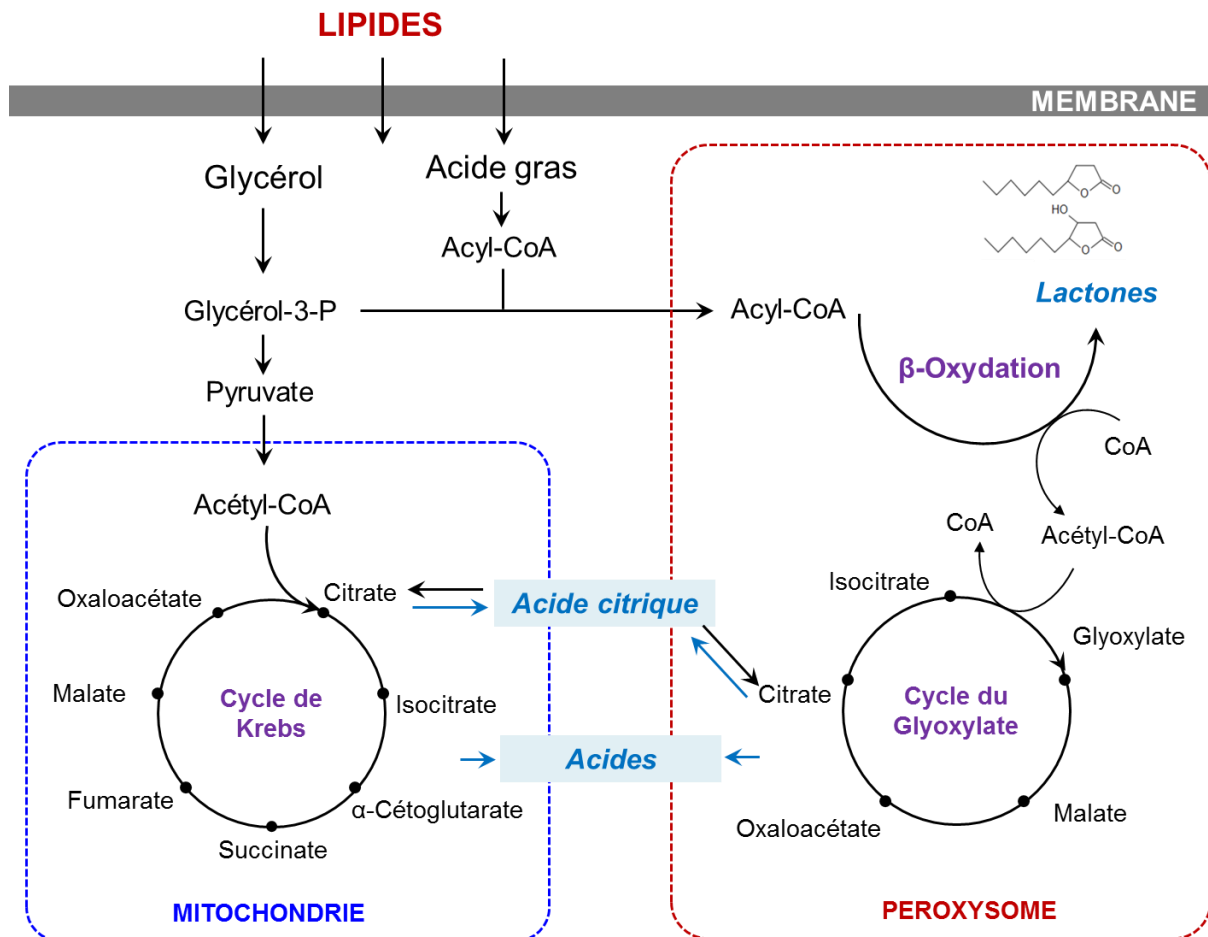 LIPIDES
MEMBRANE
Glycérol
Acide gras
Acyl-CoA
Glycérol-3-P
Pyruvate
Acétyl-CoA
Oxaloacétate
Citrate
Malate
Cycle de
Krebs
Isocitrate
Fumarate
α-Cétoglutarate
Succinate
MITOCHONDRIE
Acide citrique
Acides
O
O
HO
O
O
Lactones
Acyl-CoA
β-Oxydation
CoA
CoA
Acétyl-CoA
Isocitrate
Glyoxylate
Citrate
Cycle du
Glyoxylate
Oxaloacétate
Malate
PEROXYSOME